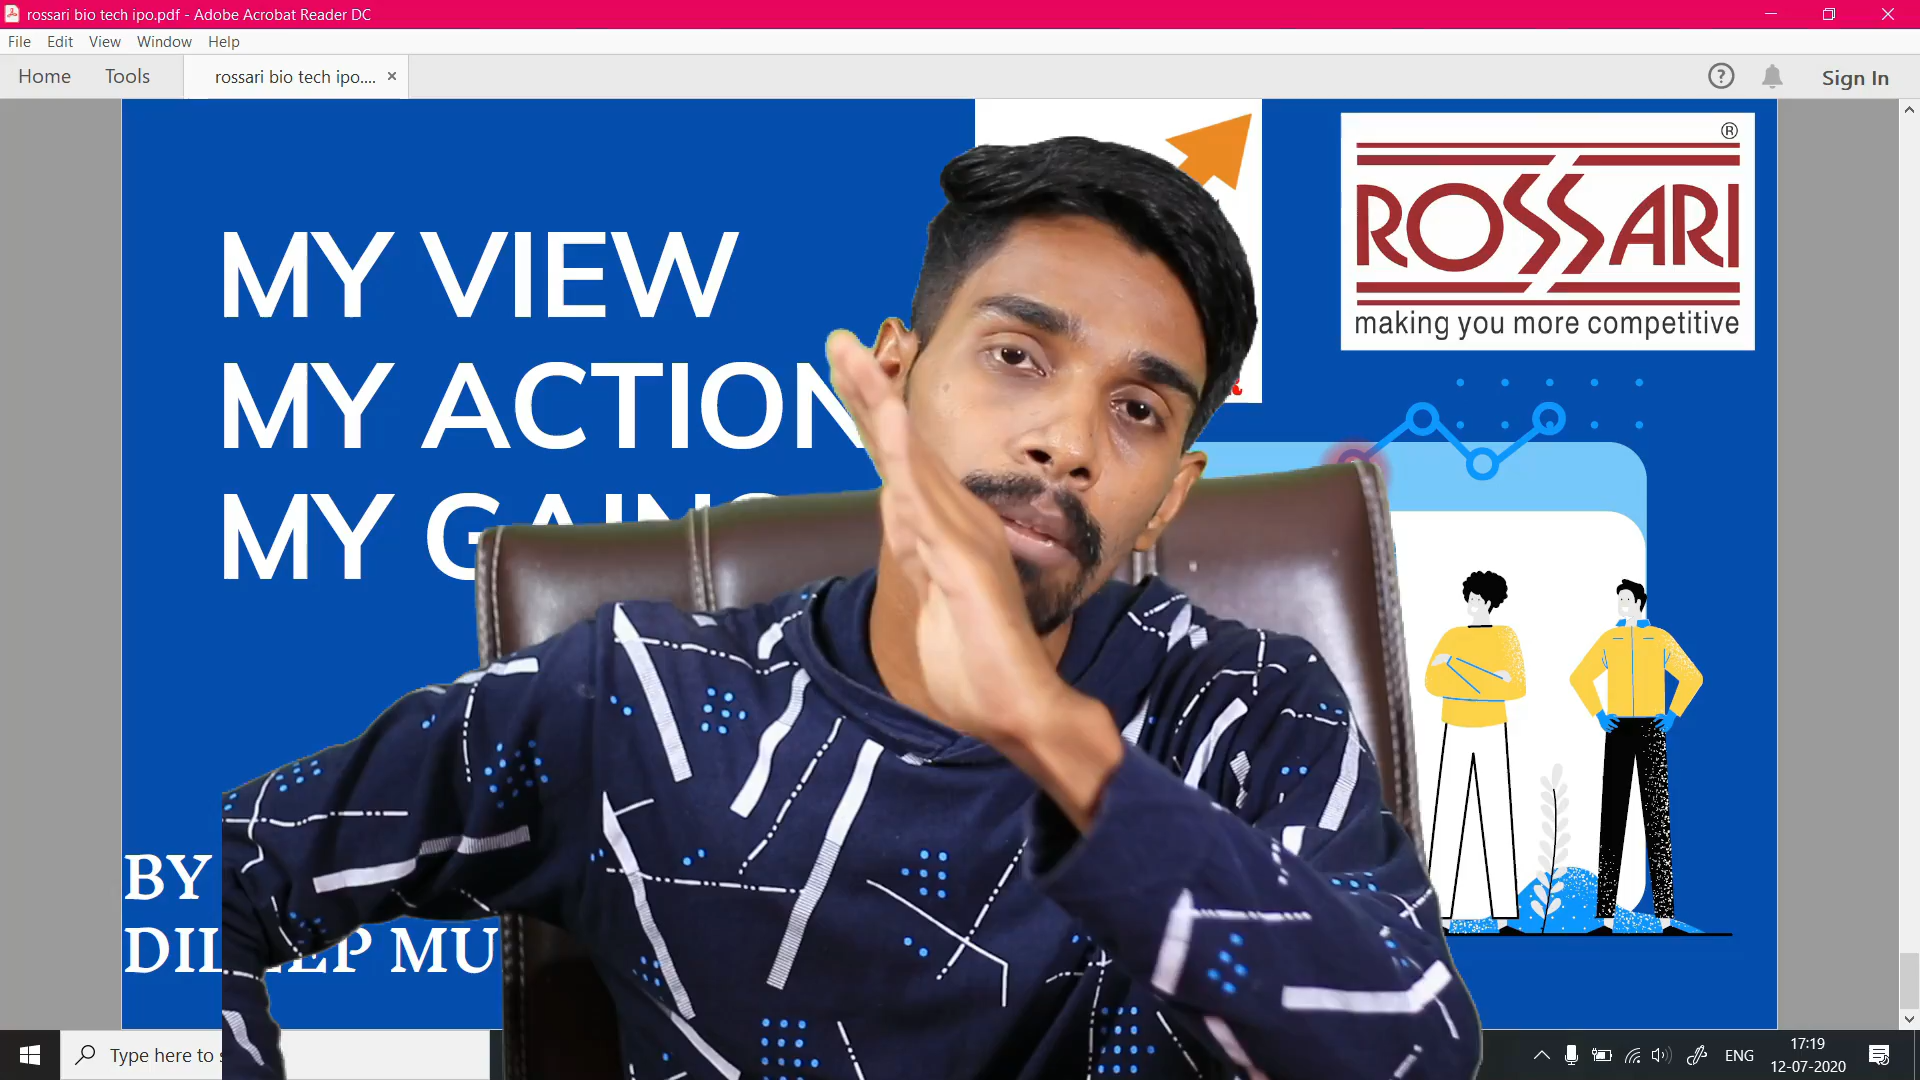 rossari bio tech ipo.pdf - Adobe Acrobat Reader DC
File Edit View Window Help
Home Tools rossari bio tech ipo....
Sign In
®
ROSSARI
making you more competitive
MY VIEW
MY ACTION
MY
BY
MU
Type here to
ENG
17:19
12-07-2020